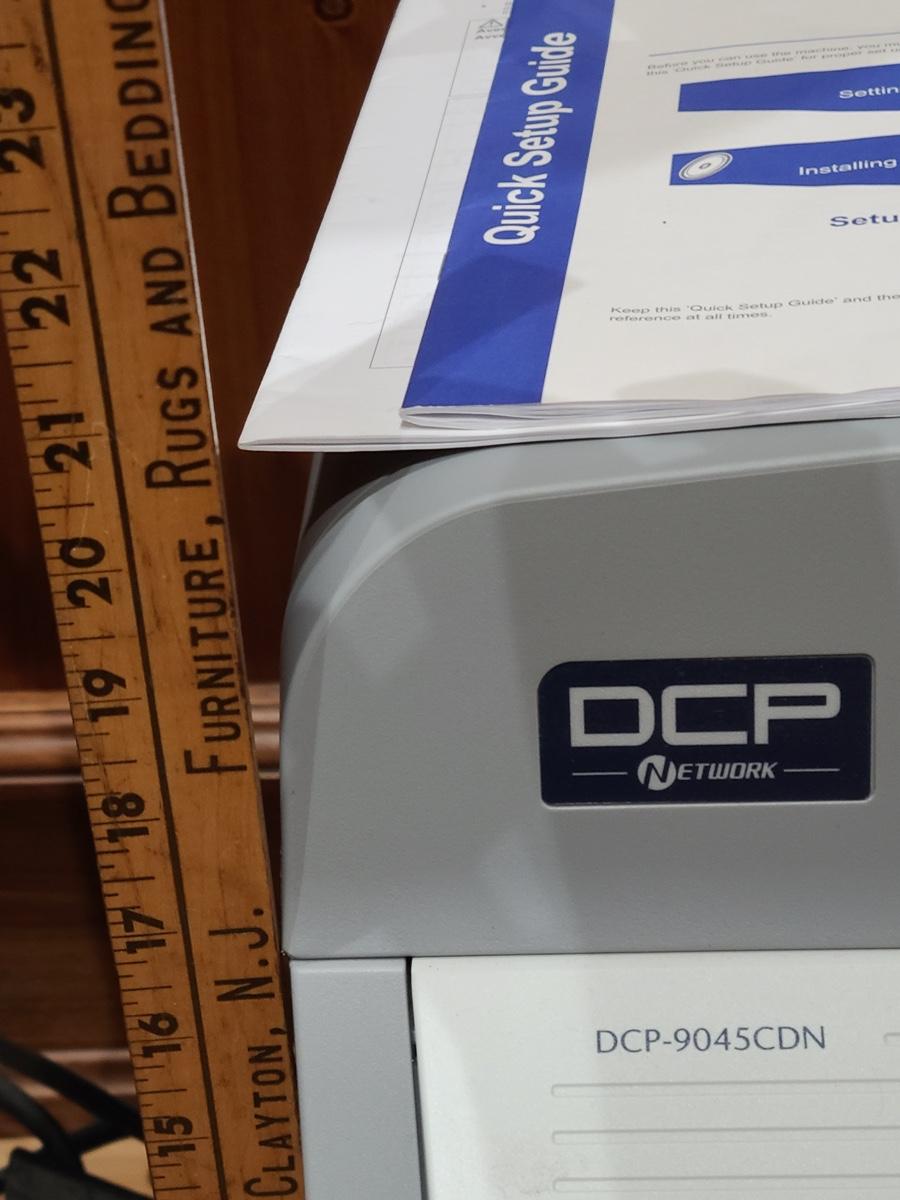 23
22
21
20
19
18
17
16
15
CLAYTON, N.J. FURNITURE, RUGS AND BEDDING
Quick Setup Guide
Before you can use the machine, you
this 'Quick Setup Guide' for proper set
Installing
Keep this 'Quick Setup Guide' and the
reference at all times.
DCP
NETWORK
DCP-9045CDN